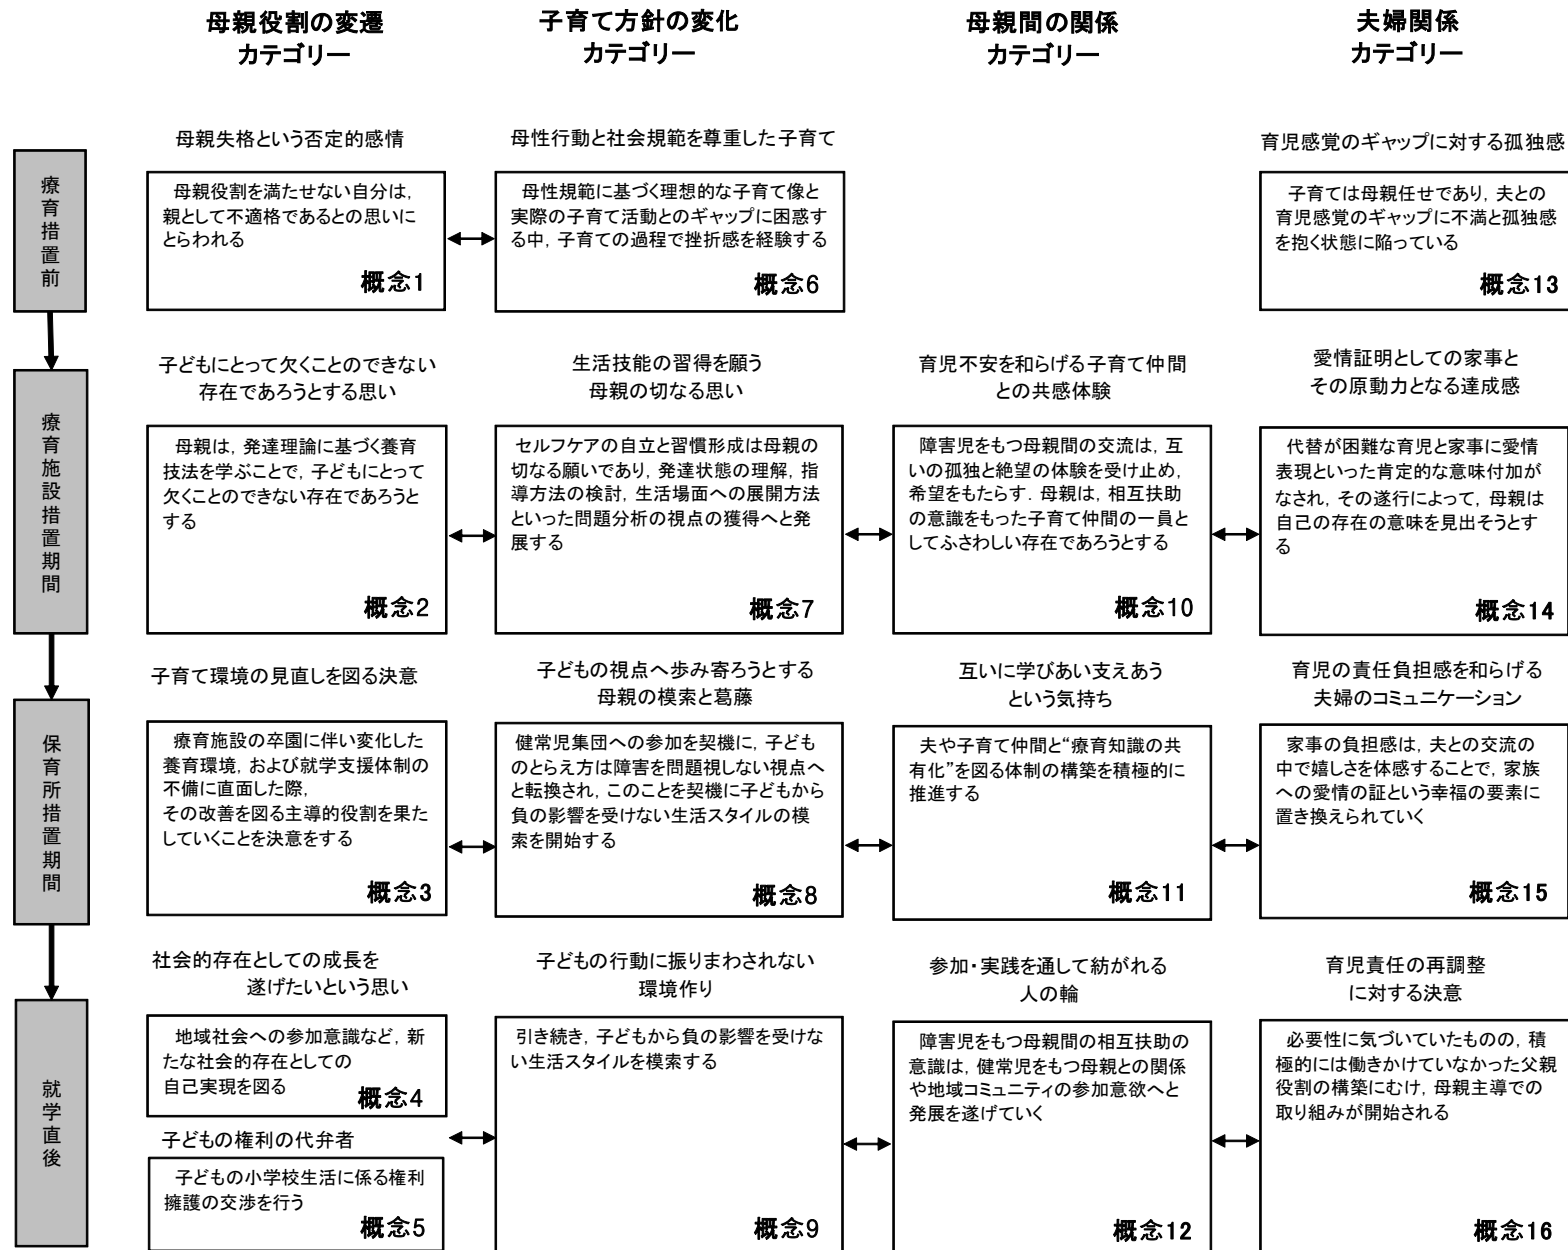 母親役割の変遷
カテゴリー
子育て方針の変化
カテゴリー
母親間の関係
カテゴリー
夫婦関係
カテゴリー
療育措置前
母親失格という否定的感情
母親役割を満たせない自分は,
親として不適格であるとの思いに
とらわれる
概念1
母性行動と社会規範を尊重した子育て
母性規範に基づく理想的な子育て像と
実際の子育て活動とのギャップに困惑す
る中, 子育ての過程で挫折感を経験する
概念6
育児感覚のギャップに対する孤独感
子育ては母親任せであり, 夫との
育児感覚のギャップに不満と孤独感
を抱く状態に陥っている
概念13
療育施設措置期間
子どもにとって欠くことのできない
存在であろうとする思い
母親は, 発達理論に基づく養育
技法を学ぶことで, 子どもにとって
欠くことのできない存在であろうと
する
概念2
生活技能の習得を願う
母親の切なる思い
セルフケアの自立と習慣形成は母親の
切なる願いであり, 発達状態の理解, 指
導方法の検討, 生活場面への展開方法
といった問題分析の視点の獲得へと発
展する
概念7
育児不安を和らげる子育て仲間
との共感体験
障害児をもつ母親間の交流は, 互
いの孤独と絶望の体験を受け止め,
希望をもたらす. 母親は, 相互扶助
の意識をもった子育て仲間の一員と
してふさわしい存在であろうとする
概念10
愛情証明としての家事と
その原動力となる達成感
代替が困難な育児と家事に愛情
表現といった肯定的な意味付加が
なされ, その遂行によって, 母親は
自己の存在の意味を見出そうとす
る
概念14
保育所措置期間
子育て環境の見直しを図る決意
療育施設の卒園に伴い変化した
養育環境, および就学支援体制の
不備に直面した際,
その改善を図る主導的役割を果た
していくことを決意をする
概念3
子どもの視点へ歩み寄ろうとする
母親の模索と葛藤
健常児集団への参加を契機に, 子ども
のとらえ方は障害を問題視しない視点へ
と転換され, このことを契機に子どもから
負の影響を受けない生活スタイルの模
索を開始する
概念8
互いに学びあい支えあう
という気持ち
夫や子育て仲間と“療育知識の共
有化”を図る体制の構築を積極的に
推進する
概念11
育児の責任負担感を和らげる
夫婦のコミュニケーション
家事の負担感は, 夫との交流の
中で嬉しさを体感することで, 家族
への愛情の証という幸福の要素に
置き換えられていく
概念15
就学直後
社会的存在としての成長を
遂げたいという思い
地域社会への参加意識など, 新
たな社会的存在としての
自己実現を図る
概念4
子どもの権利の代弁者
子どもの小学校生活に係る権利
擁護の交渉を行う
概念5
子どもの行動に振りまわされない
環境作り
引き続き, 子どもから負の影響を受けな
い生活スタイルを模索する
概念9
参加・実践を通して紡がれる
人の輪
障害児をもつ母親間の相互扶助の
意識は, 健常児をもつ母親との関係
や地域コミュニティの参加意欲へと
発展を遂げていく
概念12
育児責任の再調整
に対する決意
必要性に気づいていたものの, 積
極的には働きかけていなかった父親
役割の構築にむけ, 母親主導での
取り組みが開始される
概念16